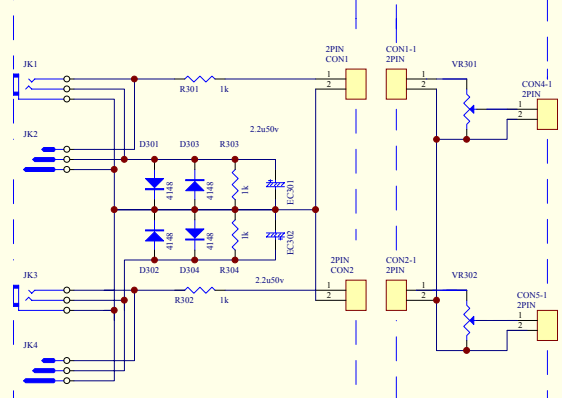 JK1
2PIN
CON1
CON1-1
2PIN
VR301
1
2
1
2
R301
1k
CON4-1
2PIN
1
2
JK2
2.2u50v
D301
D303
R303
4148
4148
1k
EC301
4148
4148
1k
EC302
D302
D304
R304
JK3
2.2u50v
2PIN
CON2
CON2-1
2PIN
VR302
1
2
1
2
R302
1k
CON5-1
2PIN
1
2
JK4